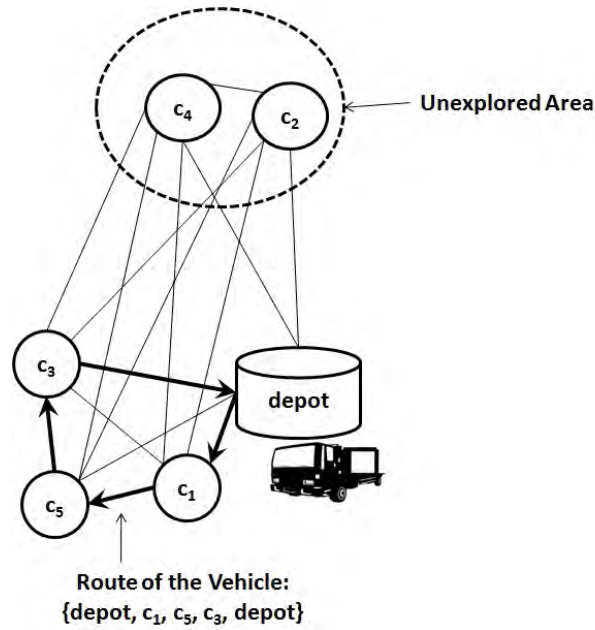 c₄
c₂
Unexplored Area
c₃
depot
c₁
c₅
Route of the Vehicle:
{depot, c₁, c₅, c₃, depot}